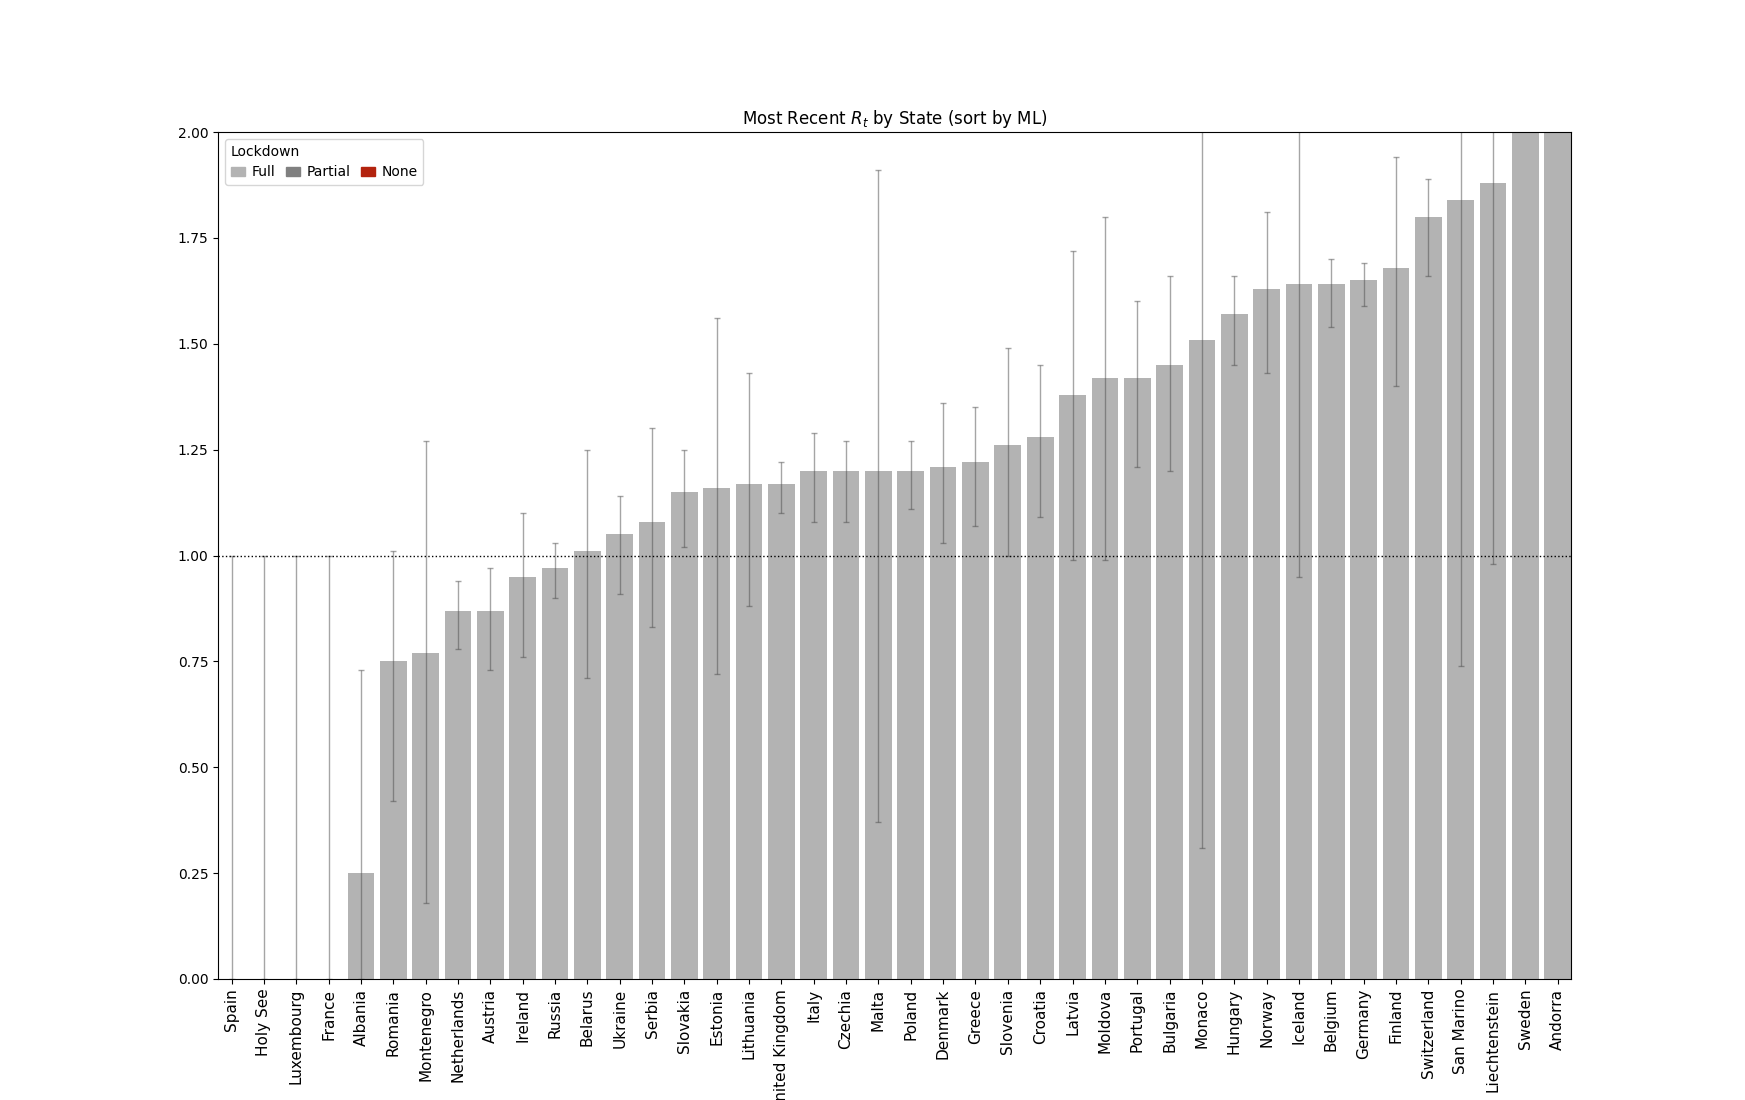 Most Recent R_t by State (sort by ML)
2.00
Lockdown
Full Partial None
1.75
1.50
1.25
1.00
0.75
0.50
0.25
0.00
Spain
Holy See
Luxembourg
France
Albania
Romania
Montenegro
Netherlands
Austria
Ireland
Russia
Belarus
Ukraine
Serbia
Slovakia
Estonia
Lithuania
nited Kingdom
Italy
Czechia
Malta
Poland
Denmark
Greece
Slovenia
Croatia
Latvia
Moldova
Portugal
Bulgaria
Monaco
Hungary
Norway
Iceland
Belgium
Germany
Finland
Switzerland
San Marino
Liechtenstein
Sweden
Andorra